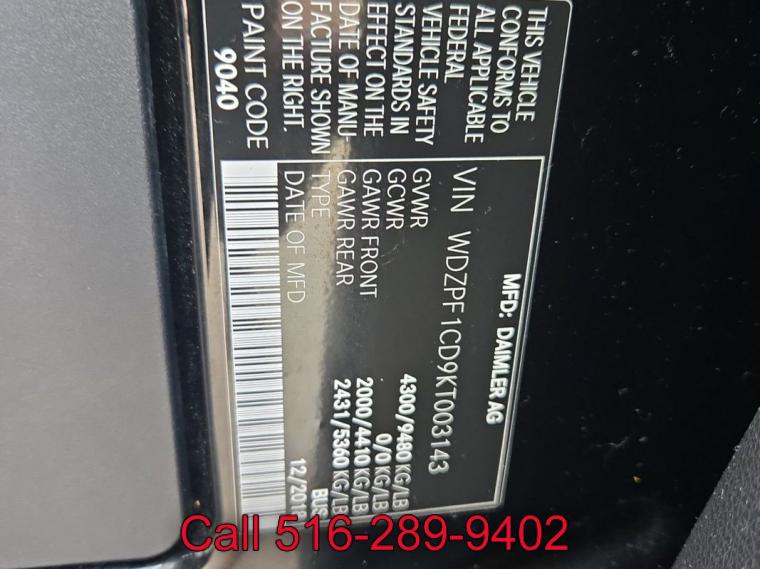 MFD: DAIMLER AG
THIS VEHICLE
CONFORMS TO
ALL APPLICABLE
FEDERAL
VEHICLE SAFETY
STANDARDS IN
EFFECT ON THE
DATE OF MANU-
FACTURE SHOWN
ON THE RIGHT.
PAINT CODE
9040
VIN WDZPF1CD9KT003143
GVWR 4300/9480 KG/LB
GCWR 0/0 KG/LB
GAWR FRONT 2000/4410 KG/LB
GAWR REAR 2431/5360 KG/LB
TYPE BUS
DATE OF MFD 12/2018
Call 516-289-9402